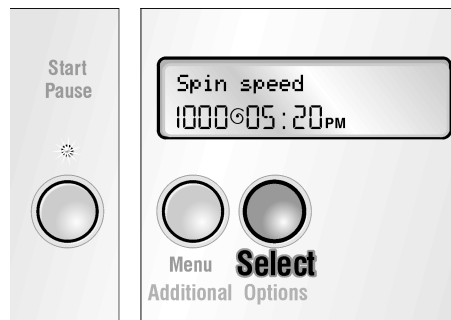 Start
Pause
Spin speed
1000 05:20PM
Menu
Select
Additional Options